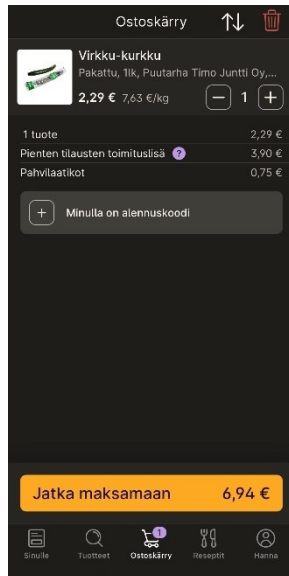 Ostoskärry
Virkku-kurkku
Pakattu, 1lk, Puutarha Timo Juntti Oy,...
2,29 € 7,63 €/kg
1
1 tuote 2,29 €
Pienten tilausten toimituslisä ? 3,90 €
Pahvilaatikot 0,75 €
Minulla on alennuskoodi
Jatka maksamaan 6,94 €
1
Sinulle Tuotteet Ostoskärry Reseptit Hanna